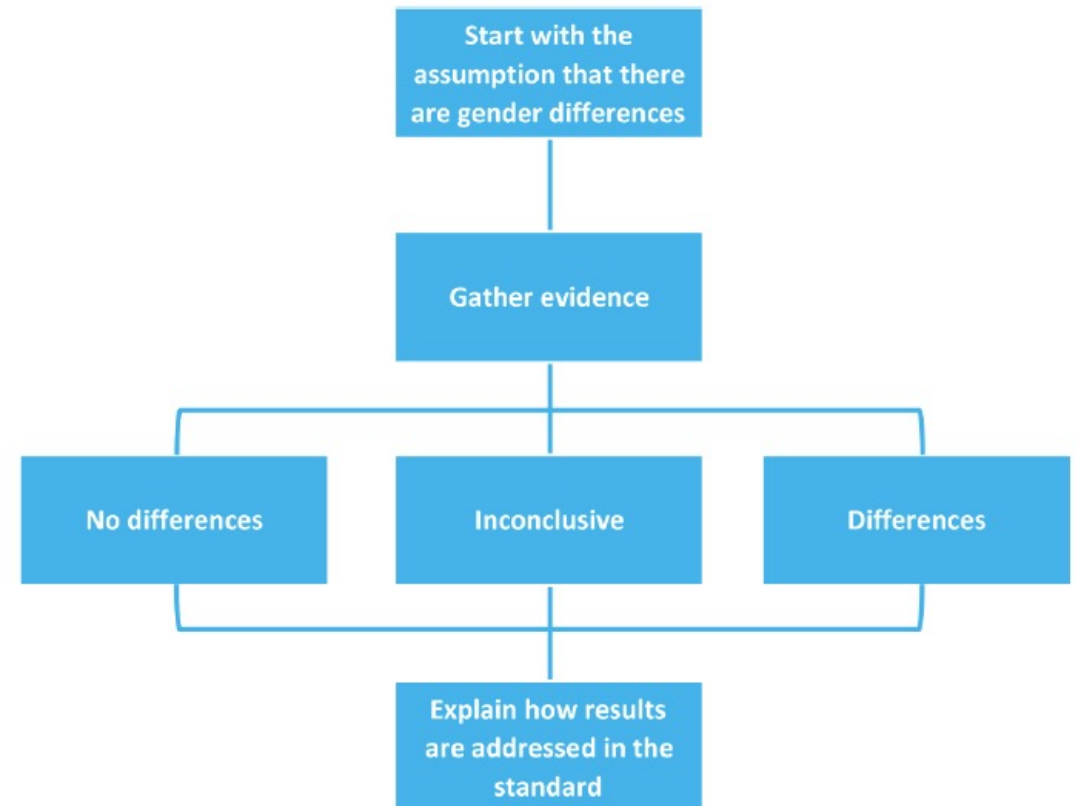 Start with the
assumption that there
are gender differences
Gather evidence
No differences
Inconclusive
Differences
Explain how results
are addressed in the
standard